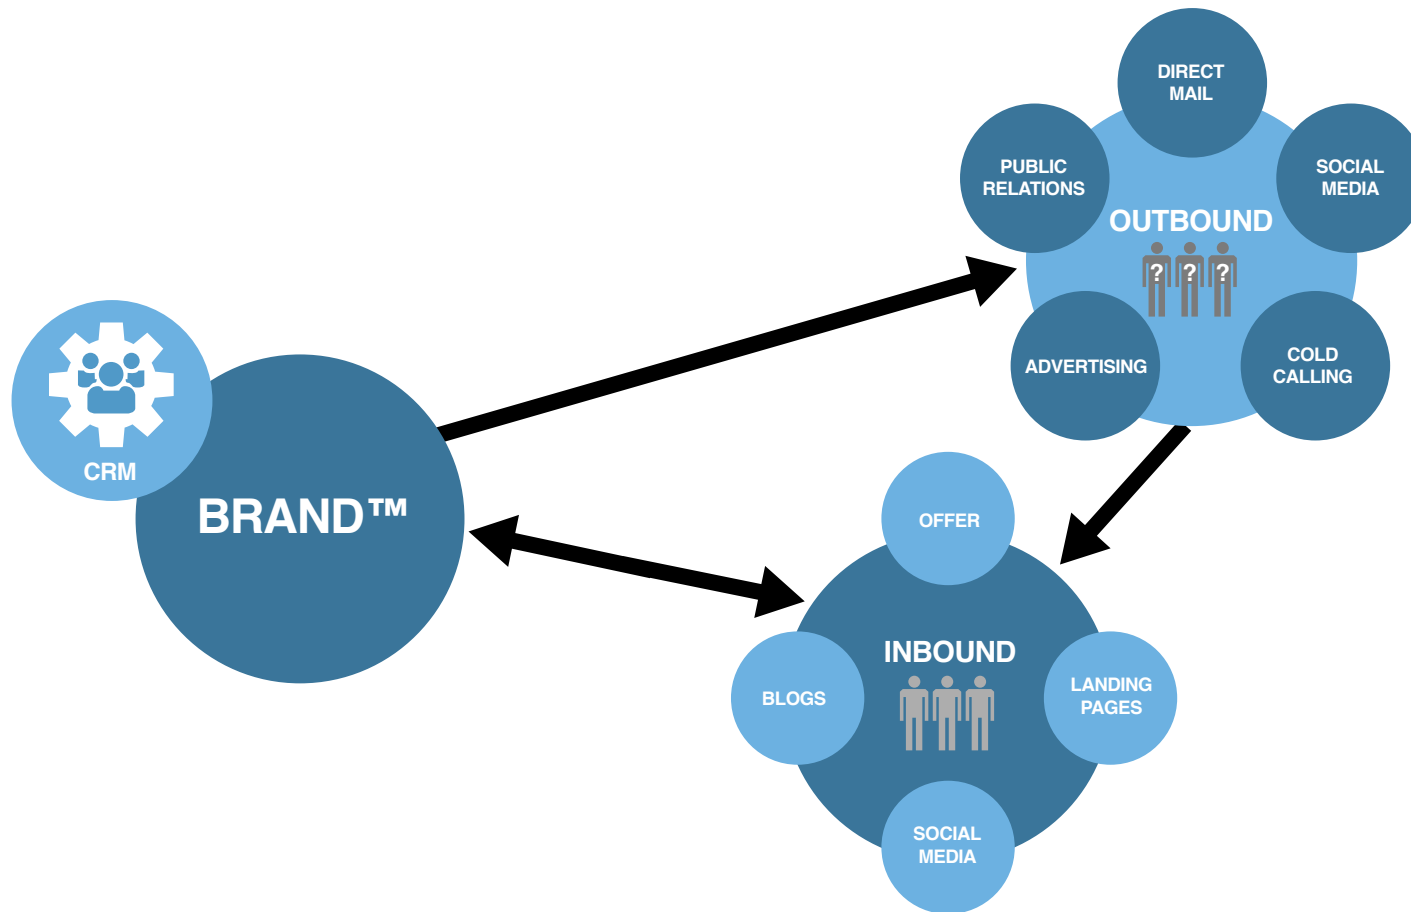 DIRECT
MAIL
PUBLIC
RELATIONS
SOCIAL
MEDIA
OUTBOUND
? ? ?
ADVERTISING
COLD
CALLING
CRM
BRAND™
OFFER
INBOUND
BLOGS
LANDING
PAGES
SOCIAL
MEDIA